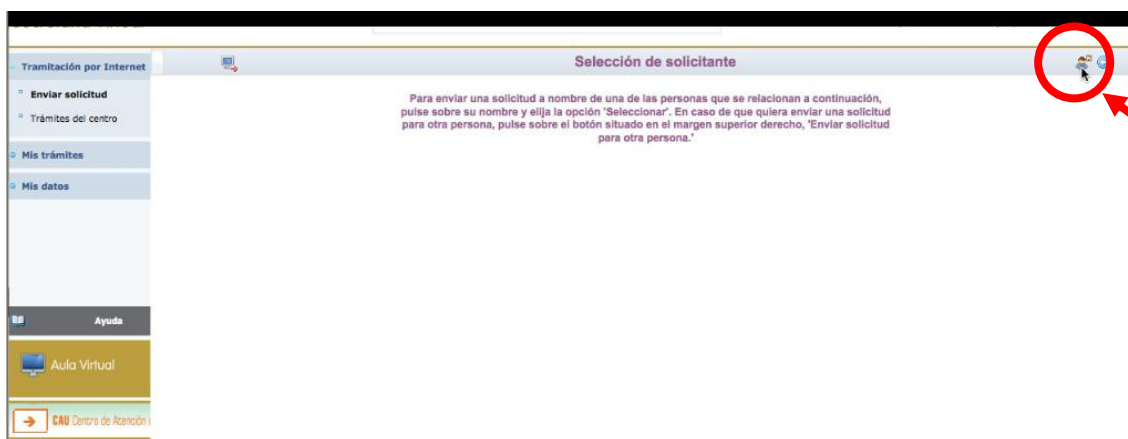 Selección de solicitante
Tramitación por Internet
Enviar solicitud
Trámites del centro
Mis trámites
Mis datos
Para enviar una solicitud a nombre de una de las personas que se relacionan a continuación,
pulse sobre su nombre y elija la opción 'Seleccionar'. En caso de que quiera enviar una solicitud
para otra persona, pulse sobre el botón situado en el margen superior derecho, 'Enviar solicitud
para otra persona.'
Ayuda
Aula Virtual
CAU Centro de Atención